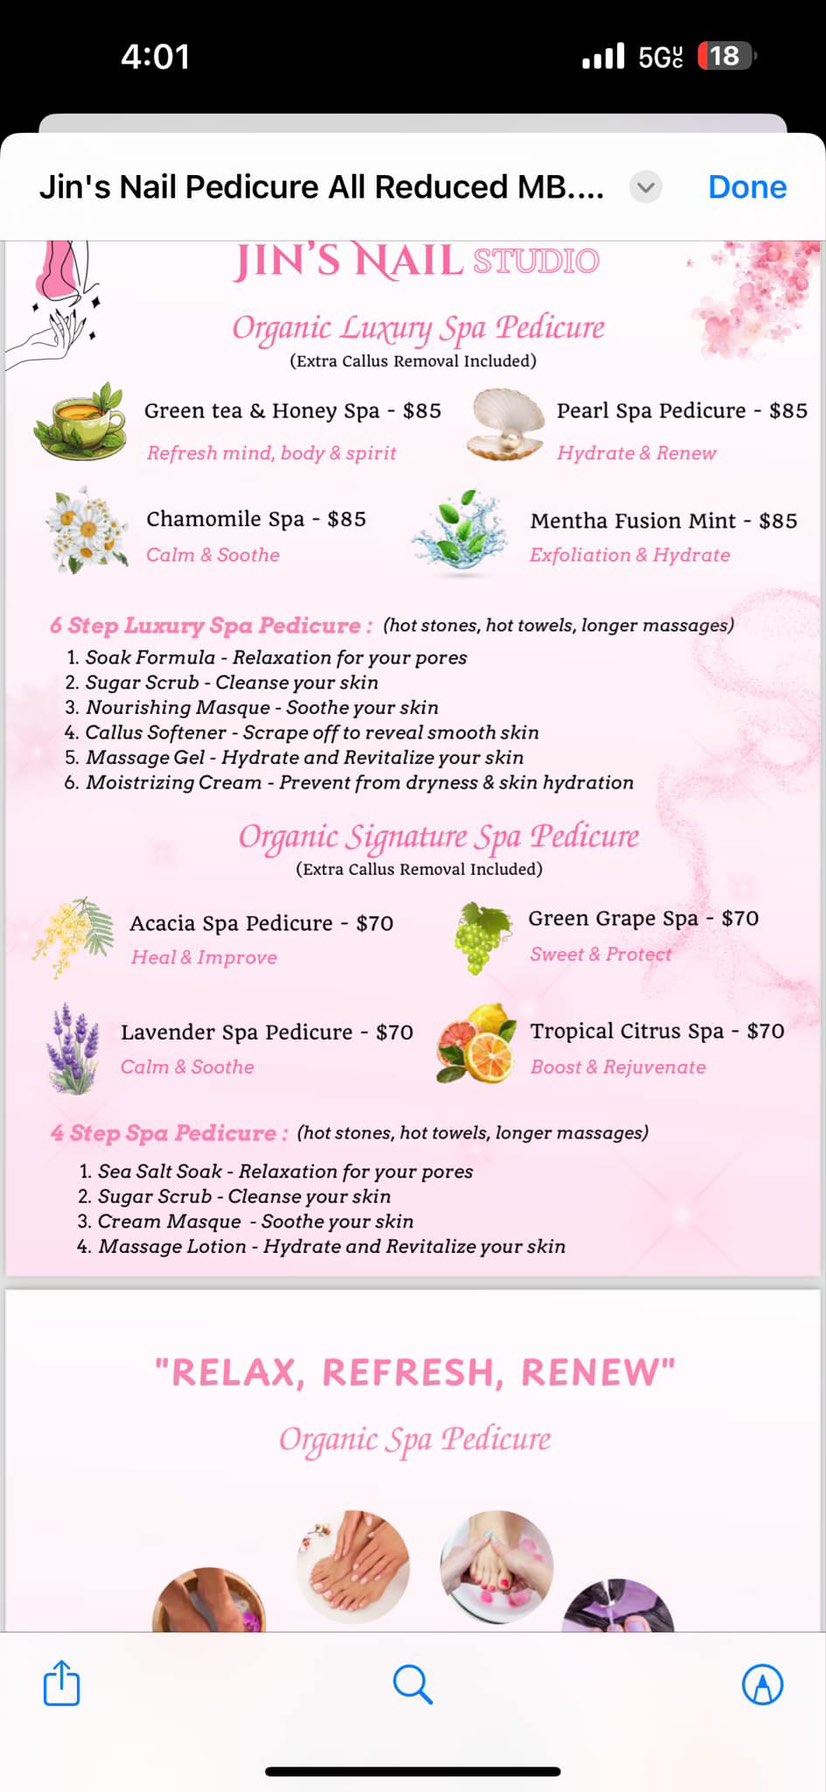 4:01
5GUC 18
Jin's Nail Pedicure All Reduced MB....
Done
JIN'S NAIL STUDIO
Organic Luxury Spa Pedicure
(Extra Callus Removal Included)
Green tea & Honey Spa - $85
Refresh mind, body & spirit
Pearl Spa Pedicure - $85
Hydrate & Renew
Chamomile Spa - $85
Calm & Soothe
Mentha Fusion Mint - $85
Exfoliation & Hydrate
6 Step Luxury Spa Pedicure : (hot stones, hot towels, longer massages)
1. Soak Formula - Relaxation for your pores
2. Sugar Scrub - Cleanse your skin
3. Nourishing Masque - Soothe your skin
4. Callus Softener - Scrape off to reveal smooth skin
5. Massage Gel - Hydrate and Revitalize your skin
6. Moistrizing Cream - Prevent from dryness & skin hydration
Organic Signature Spa Pedicure
(Extra Callus Removal Included)
Acacia Spa Pedicure - $70
Heal & Improve
Green Grape Spa - $70
Sweet & Protect
Lavender Spa Pedicure - $70
Calm & Soothe
Tropical Citrus Spa - $70
Boost & Rejuvenate
4 Step Spa Pedicure : (hot stones, hot towels, longer massages)
1. Sea Salt Soak - Relaxation for your pores
2. Sugar Scrub - Cleanse your skin
3. Cream Masque - Soothe your skin
4. Massage Lotion - Hydrate and Revitalize your skin
"RELAX, REFRESH, RENEW"
Organic Spa Pedicure